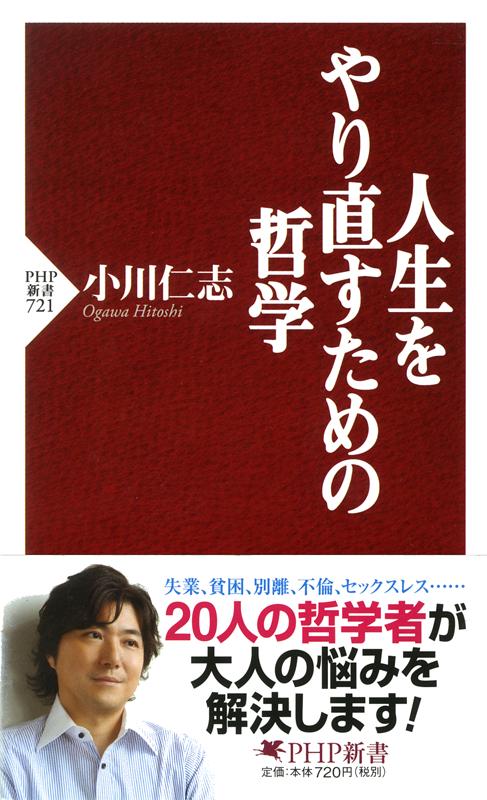 人生を
やり直すための
哲学
PHP
新書
721
小川仁志
Ogawa Hitoshi
失業、貧困、別離、不倫、セックスレス……
20人の哲学者が
大人の悩みを
解決します!
PHP新書
定価:本体720円(税別)